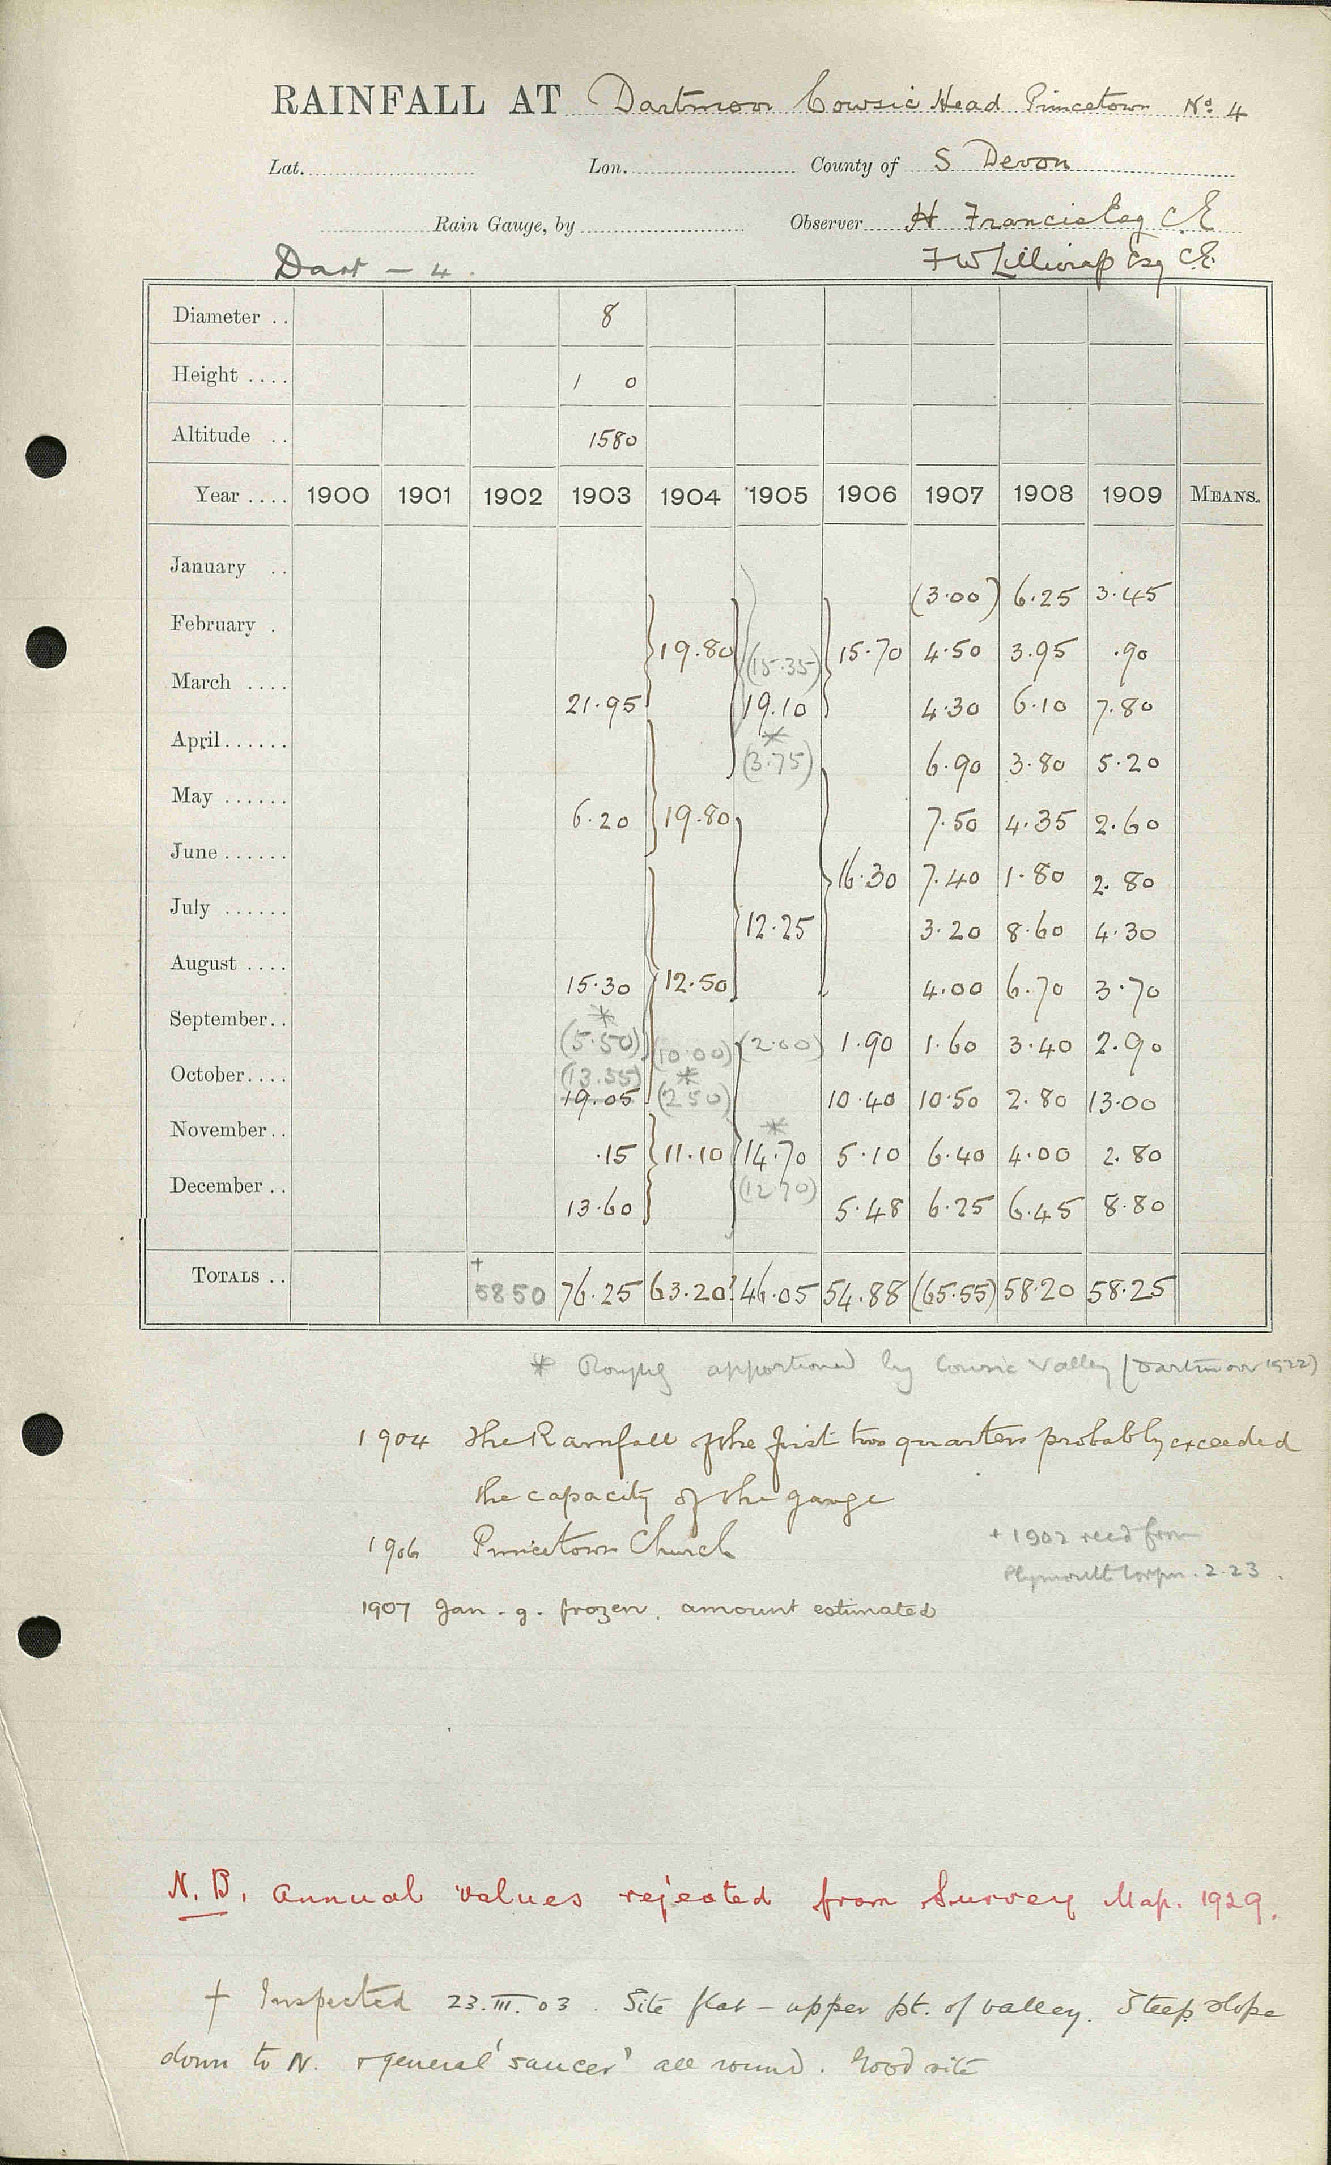 RAINFALL AT Dartmoor Cowsic Head Princetown No. 4
Lat. Lon. County of S Devon
Rain Gauge, by Observer H Francis Esq C.E
Dart - 4. F W Lilliecrap Esq C.E.
Diameter .. 8
Height .... 1 0
Altitude .. 1580
Year .... 1900 1901 1902 1903 1904 1905 1906 1907 1908 1909 MEANS.
January .. (3.00) 6.25 3.45
February . 19.80 (15.35) 15.70 4.50 3.95 .90
March .... 21.95 19.10 4.30 6.10 7.80
April ...... * (3.75) 6.90 3.80 5.20
May ...... 6.20 19.80 7.50 4.35 2.60
June ...... 16.30 7.40 1.80 2.80
July ...... 12.25 3.20 8.60 4.30
August .... 15.30 12.50 4.00 6.70 3.70
September.. * (5.50) (10.00) (2.00) 1.90 1.60 3.40 2.90
October.... (13.55) * 19.05 (2.50) 10.40 10.50 2.80 13.00
November.. .15 11.10 * 14.70 5.10 6.40 4.00 2.80
December .. 13.60 (12.70) 5.48 6.25 6.45 8.80
TOTALS .. + 5850 76.25 63.20? 46.05 54.88 (65.55) 58.20 58.25
* Roughly apportioned by Cowsic Valley (Dartmoor 1922)
1904 The Rainfall of the first two quarters probably exceeded
the capacity of the gauge
1906 Princetown Church
+ 1902 recd from
Plymouth Corpn. 2.23.
1907 Jan. g. frozen, amount estimated
N.B. Annual values rejected from Survey Map. 1929.
+ Inspected 23.III.03. Site flat - upper pt. of valley. Steep slope
down to N. + general 'saucer' all round. Good site